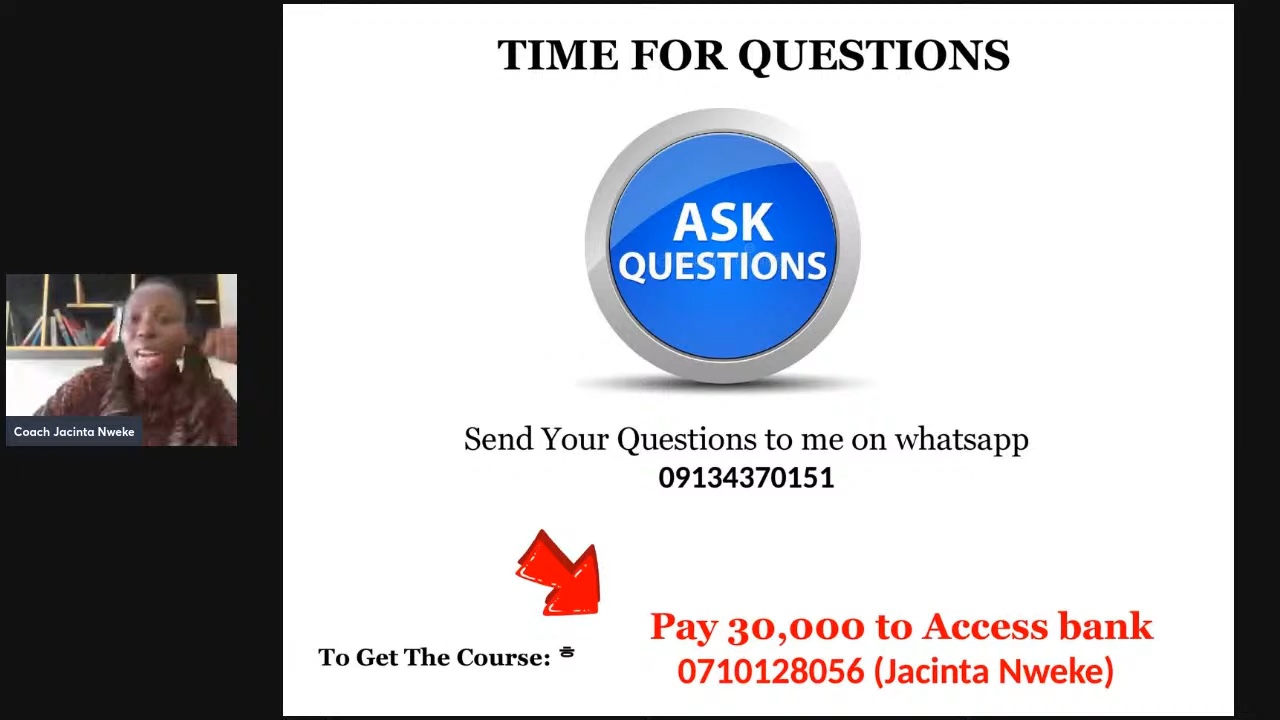 TIME FOR QUESTIONS
ASK
QUESTIONS
Coach Jacinta Nweke
Send Your Questions to me on whatsapp
09134370151
Pay 30,000 to Access bank
To Get The Course: ㅎ
0710128056 (Jacinta Nweke)